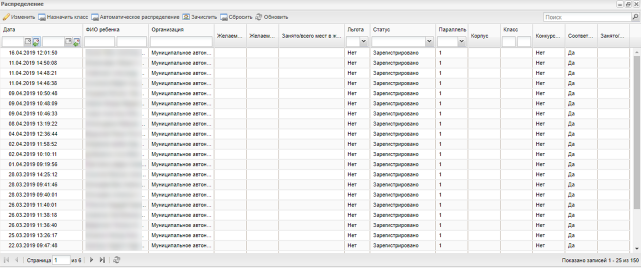 Распределение
Изменить Назначить класс Автоматическое распределение Зачислить Сбросить Обновить Поиск
Дата ФИО ребенка Организация Желаем... Желаем... Занято/всего мест в к... Льгота Статус Параллель Корпус Класс Конкурс... Соответ... Занято/...
16.04.2019 12:01:50 Муниципальное автон... Нет Зарегистрировано 1 Нет Да
11.04.2019 14:50:08 Муниципальное автон... Нет Зарегистрировано 1 Нет Да
11.04.2019 14:48:21 Муниципальное автон... Нет Зарегистрировано 1 Нет Да
11.04.2019 14:46:38 Муниципальное автон... Нет Зарегистрировано 1 Нет Да
09.04.2019 10:50:48 Муниципальное автон... Нет Зарегистрировано 1 Нет Да
09.04.2019 10:48:09 Муниципальное автон... Нет Зарегистрировано 1 Нет Да
09.04.2019 10:46:33 Муниципальное автон... Нет Зарегистрировано 1 Нет Да
08.04.2019 13:19:22 Муниципальное автон... Нет Зарегистрировано 1 Нет Да
04.04.2019 12:36:44 Муниципальное автон... Нет Зарегистрировано 1 Нет Да
02.04.2019 11:58:52 Муниципальное автон... Нет Зарегистрировано 1 Нет Да
02.04.2019 10:10:11 Муниципальное автон... Нет Зарегистрировано 1 Нет Да
01.04.2019 09:19:56 Муниципальное автон... Нет Зарегистрировано 1 Нет Да
28.03.2019 14:25:12 Муниципальное автон... Нет Зарегистрировано 1 Нет Да
28.03.2019 09:41:46 Муниципальное автон... Нет Зарегистрировано 1 Нет Да
28.03.2019 09:40:01 Муниципальное автон... Нет Зарегистрировано 1 Нет Да
26.03.2019 11:40:01 Муниципальное автон... Нет Зарегистрировано 1 Нет Да
26.03.2019 11:38:18 Муниципальное автон... Нет Зарегистрировано 1 Нет Да
26.03.2019 11:36:40 Муниципальное автон... Нет Зарегистрировано 1 Нет Да
25.03.2019 13:26:17 Муниципальное автон... Нет Зарегистрировано 1 Нет Да
22.03.2019 09:47:48 Муниципальное автон... Нет Зарегистрировано 1 Нет Да
Страница 1 из 6 Показано записей 1 - 25 из 150